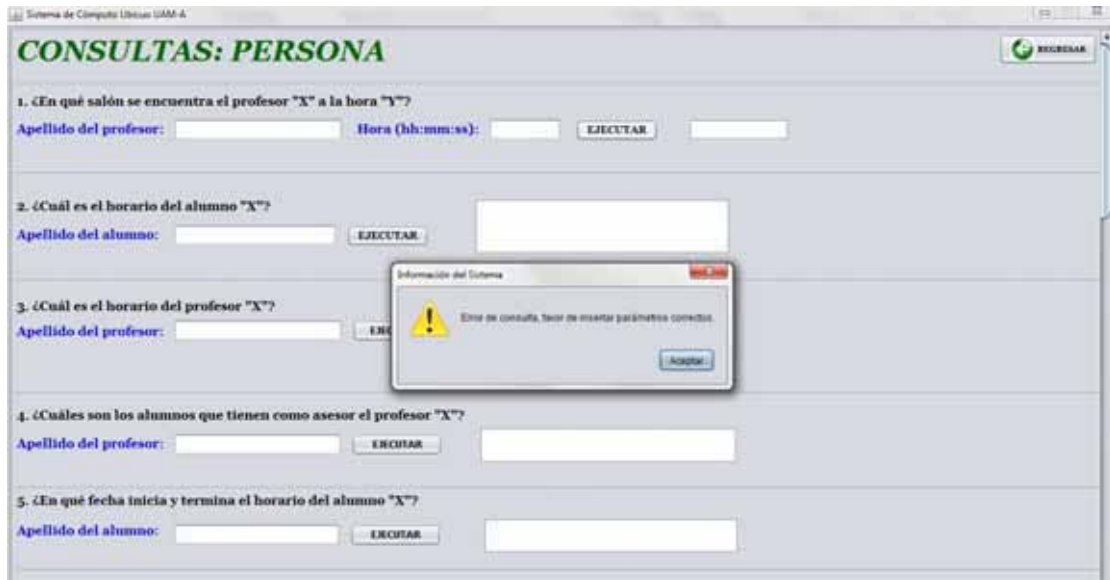 Sistema de Cómputo Ubicuo UAM-A
CONSULTAS: PERSONA
REGRESAR
1. ¿En qué salón se encuentra el profesor "X" a la hora "Y"?
Apellido del profesor: Hora (hh:mm:ss): EJECUTAR
2. ¿Cuál es el horario del alumno "X"?
Apellido del alumno: EJECUTAR
Información del Sistema
3. ¿Cuál es el horario del profesor "X"?
Error de consulta, favor de insertar parámetros correctos.
Apellido del profesor:
Aceptar
4. ¿Cuáles son los alumnos que tienen como asesor el profesor "X"?
Apellido del profesor: EJECUTAR
5. ¿En qué fecha inicia y termina el horario del alumno "X"?
Apellido del alumno: EJECUTAR